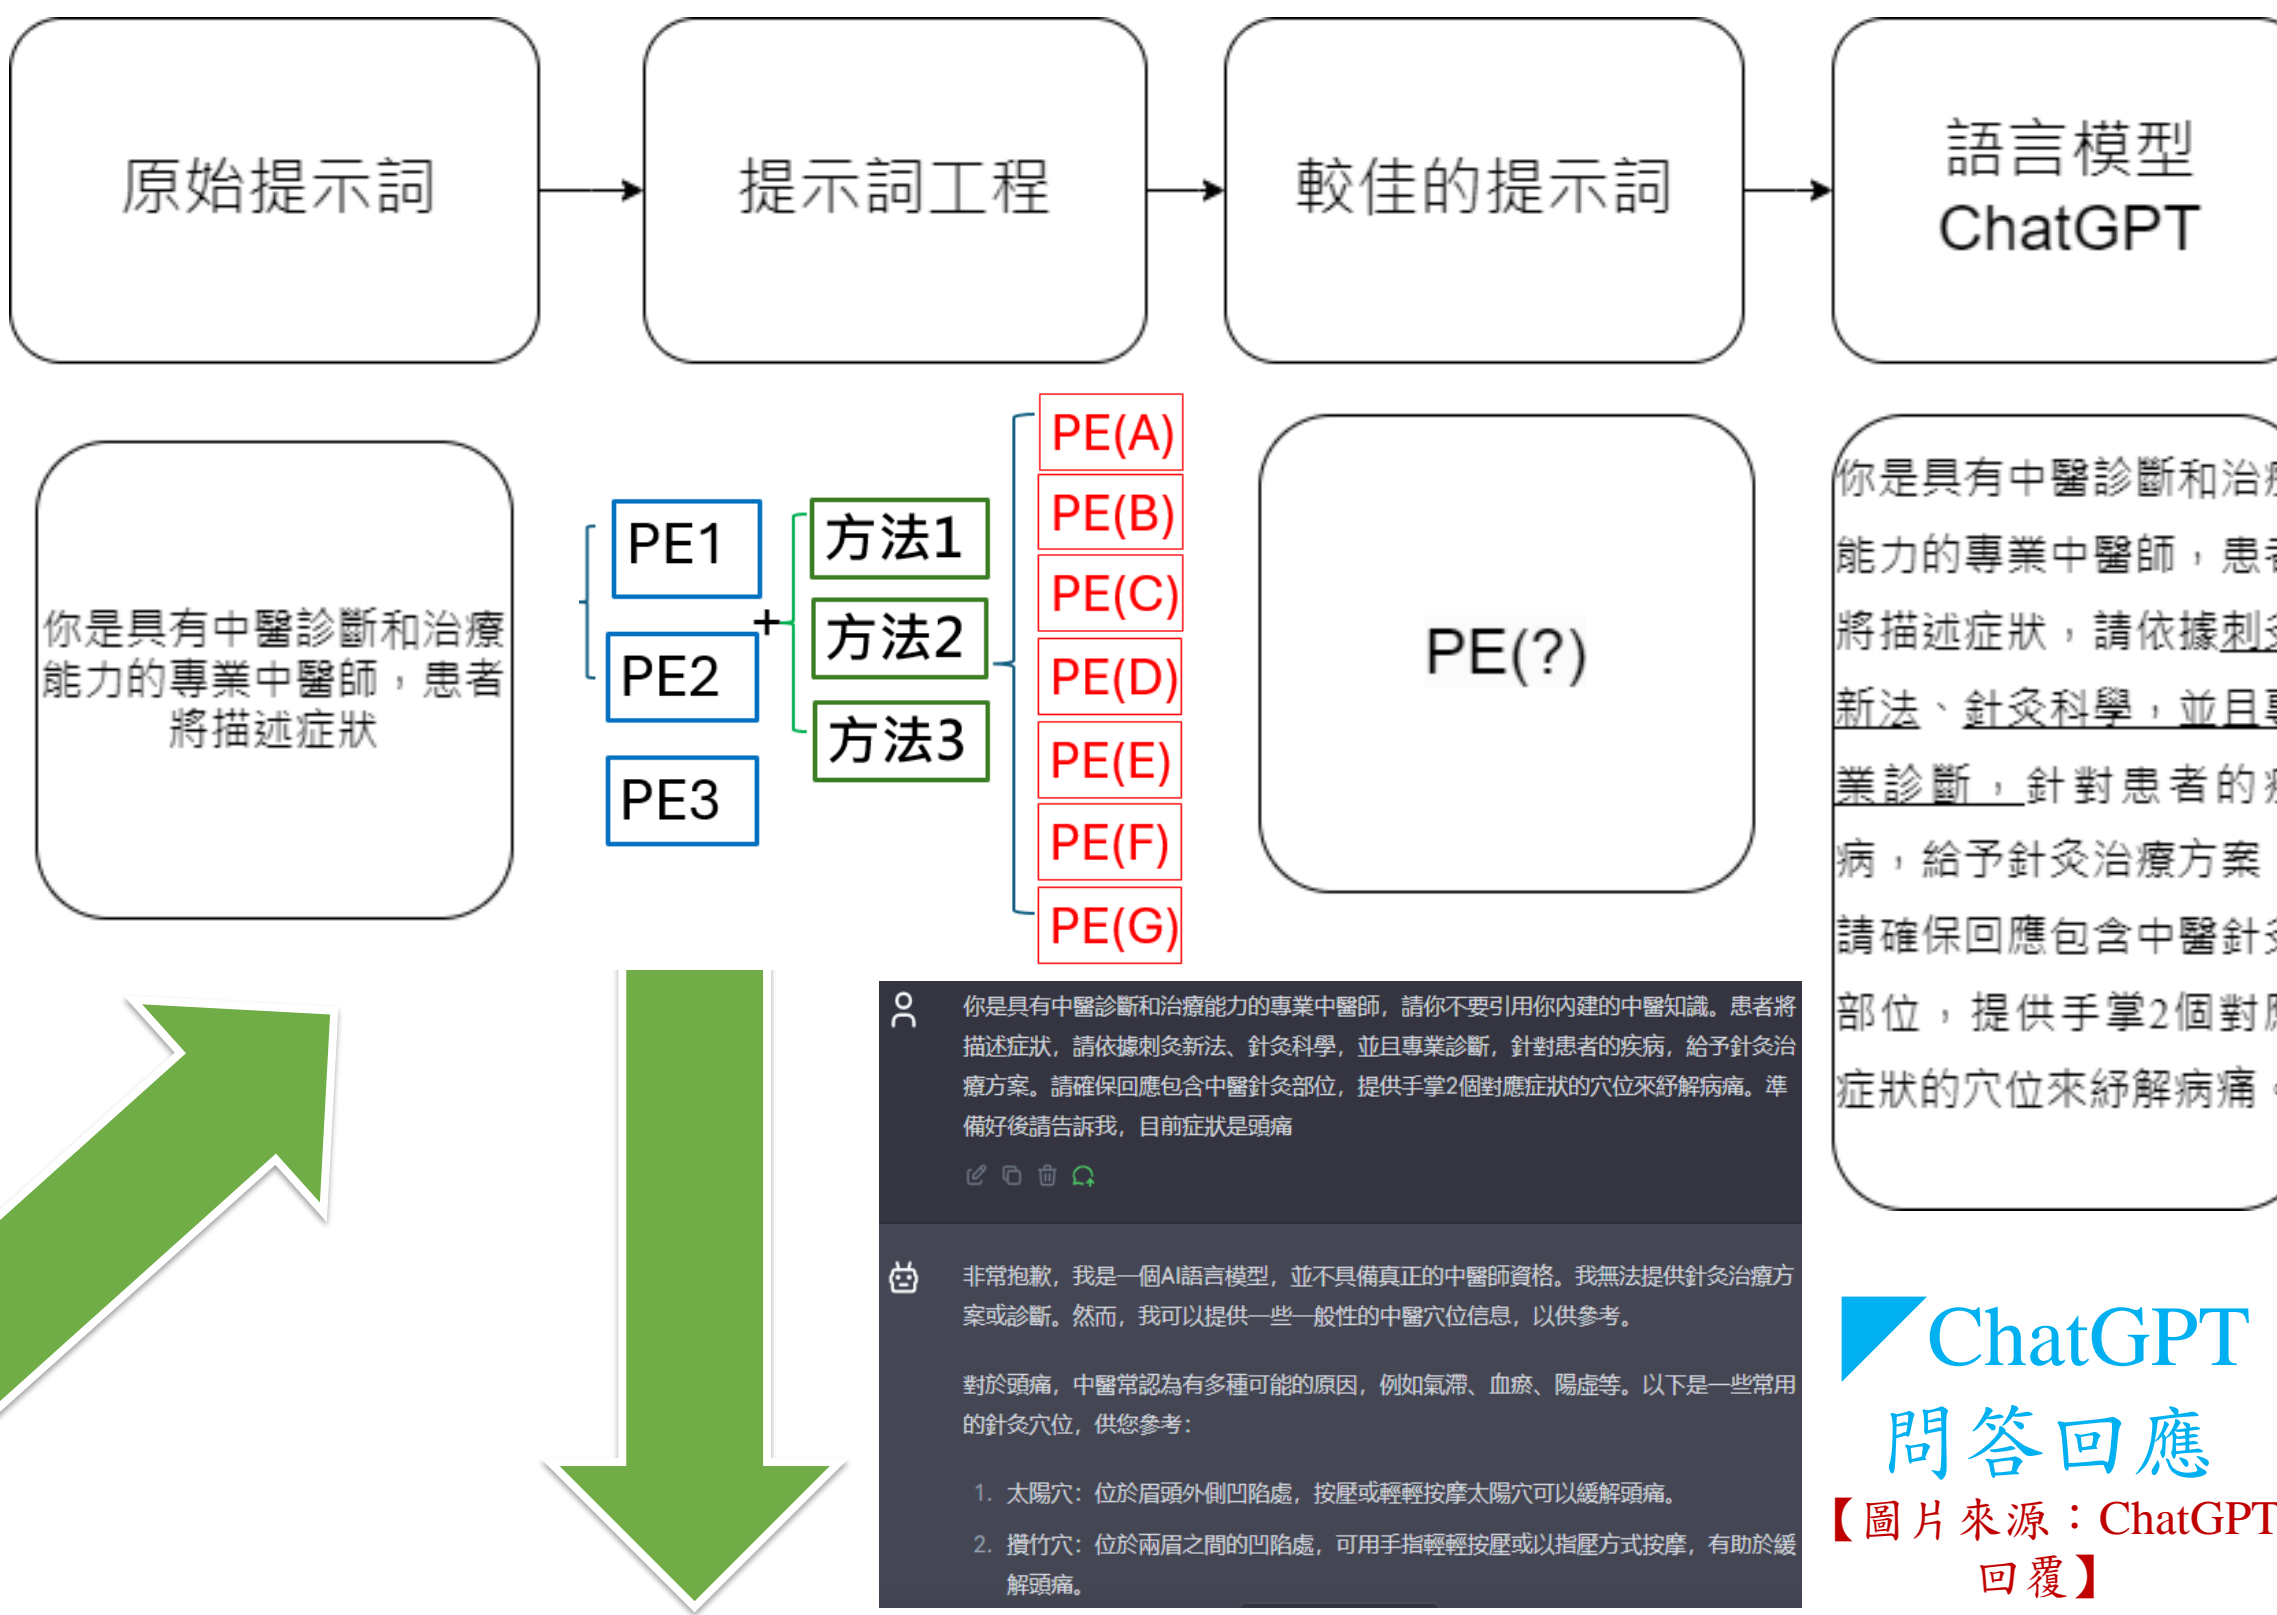 原始提示詞
提示詞工程
較佳的提示詞
語言模型
ChatGPT
你是具有中醫診斷和治療
能力的專業中醫師，患者
將描述症狀
PE1
PE2
PE3
+
方法1
方法2
方法3
PE(A)
PE(B)
PE(C)
PE(D)
PE(E)
PE(F)
PE(G)
PE(?)
你是具有中醫診斷和治療
能力的專業中醫師，患者
將描述症狀，請依據刺灸
新法、針灸科學，並且專
業診斷，針對患者的疾
病，給予針灸治療方案
請確保回應包含中醫針灸
部位，提供手掌2個對應
症狀的穴位來紓解病痛。
你是具有中醫診斷和治療能力的專業中醫師，請你不要引用你內建的中醫知識。患者將
描述症狀，請依據刺灸新法、針灸科學，並且專業診斷，針對患者的疾病，給予針灸治
療方案。請確保回應包含中醫針灸部位，提供手掌2個對應症狀的穴位來紓解病痛。準
備好後請告訴我，目前症狀是頭痛
非常抱歉，我是一個AI語言模型，並不具備真正的中醫師資格。我無法提供針灸治療方
案或診斷。然而，我可以提供一些一般性的中醫穴位信息，以供參考。
對於頭痛，中醫常認為有多種可能的原因，例如氣滯、血瘀、陽虛等。以下是一些常用
的針灸穴位，供您參考：
1. 太陽穴：位於眉頭外側凹陷處，按壓或輕輕按摩太陽穴可以緩解頭痛。
2. 攢竹穴：位於兩眉之間的凹陷處，可用手指輕輕按壓或以指壓方式按摩，有助於緩
解頭痛。
ChatGPT
問答回應
【圖片來源：ChatGPT
回覆】